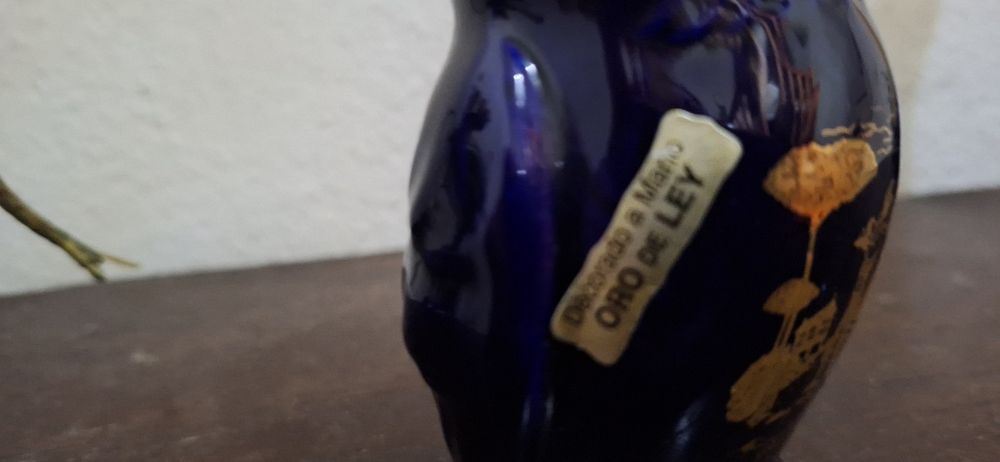 Decorado a Mano
ORO DE LEY